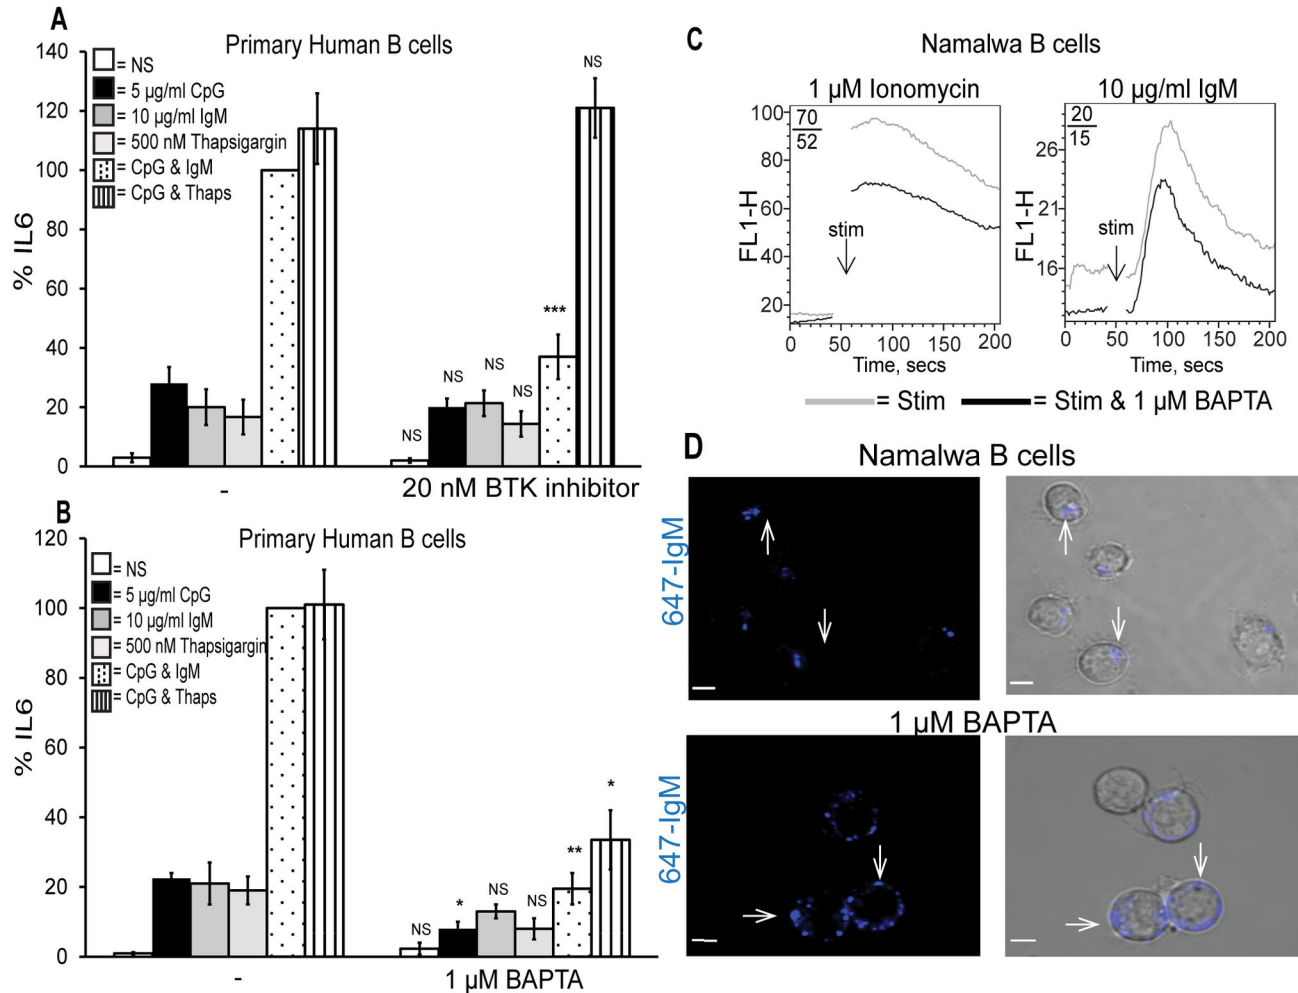 A
Primary Human B cells
140
120
100
80
60
40
20
0
% IL6
= NS
= 5 µg/ml CpG
= 10 µg/ml IgM
= 500 nM Thapsigargin
= CpG & IgM
= CpG & Thaps
NS
NS
NS
NS
***
NS
-
20 nM BTK inhibitor
B
Primary Human B cells
120
100
80
60
40
20
0
% IL6
= NS
= 5 µg/ml CpG
= 10 µg/ml IgM
= 500 nM Thapsigargin
= CpG & IgM
= CpG & Thaps
NS
*
NS
NS
**
*
-
1 µM BAPTA
C
Namalwa B cells
1 µM Ionomycin
100
80
60
40
20
FL1-H
70
52
stim
0 50 100 150 200
Time, secs
10 µg/ml IgM
26
21
16
FL1-H
20
15
stim
0 50 100 150 200
Time, secs
= Stim
= Stim & 1 µM BAPTA
D
Namalwa B cells
647-IgM
1 µM BAPTA
647-IgM